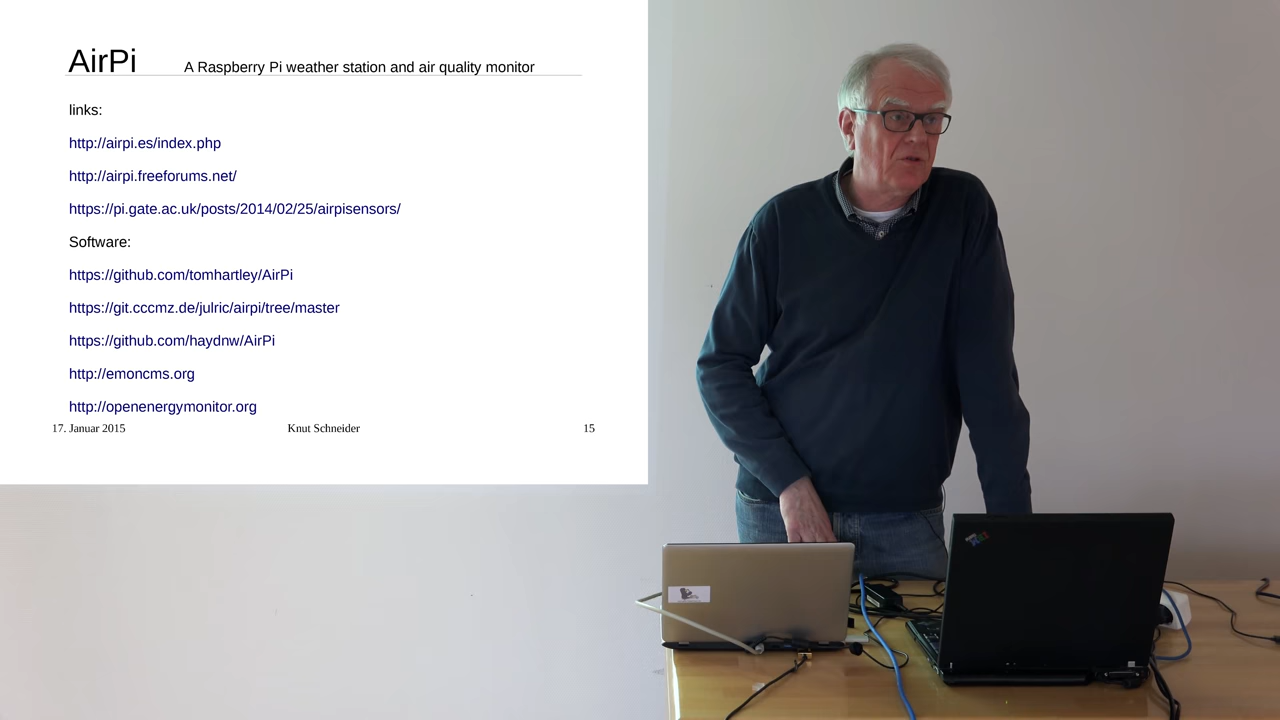 AirPi A Raspberry Pi weather station and air quality monitor
links:
http://airpi.es/index.php
http://airpi.freeforums.net/
https://pi.gate.ac.uk/posts/2014/02/25/airpisensors/
Software:
https://github.com/tomhartley/AirPi
https://git.cccmz.de/julric/airpi/tree/master
https://github.com/haydnw/AirPi
http://emoncms.org
http://openenergymonitor.org
17. Januar 2015 Knut Schneider 15